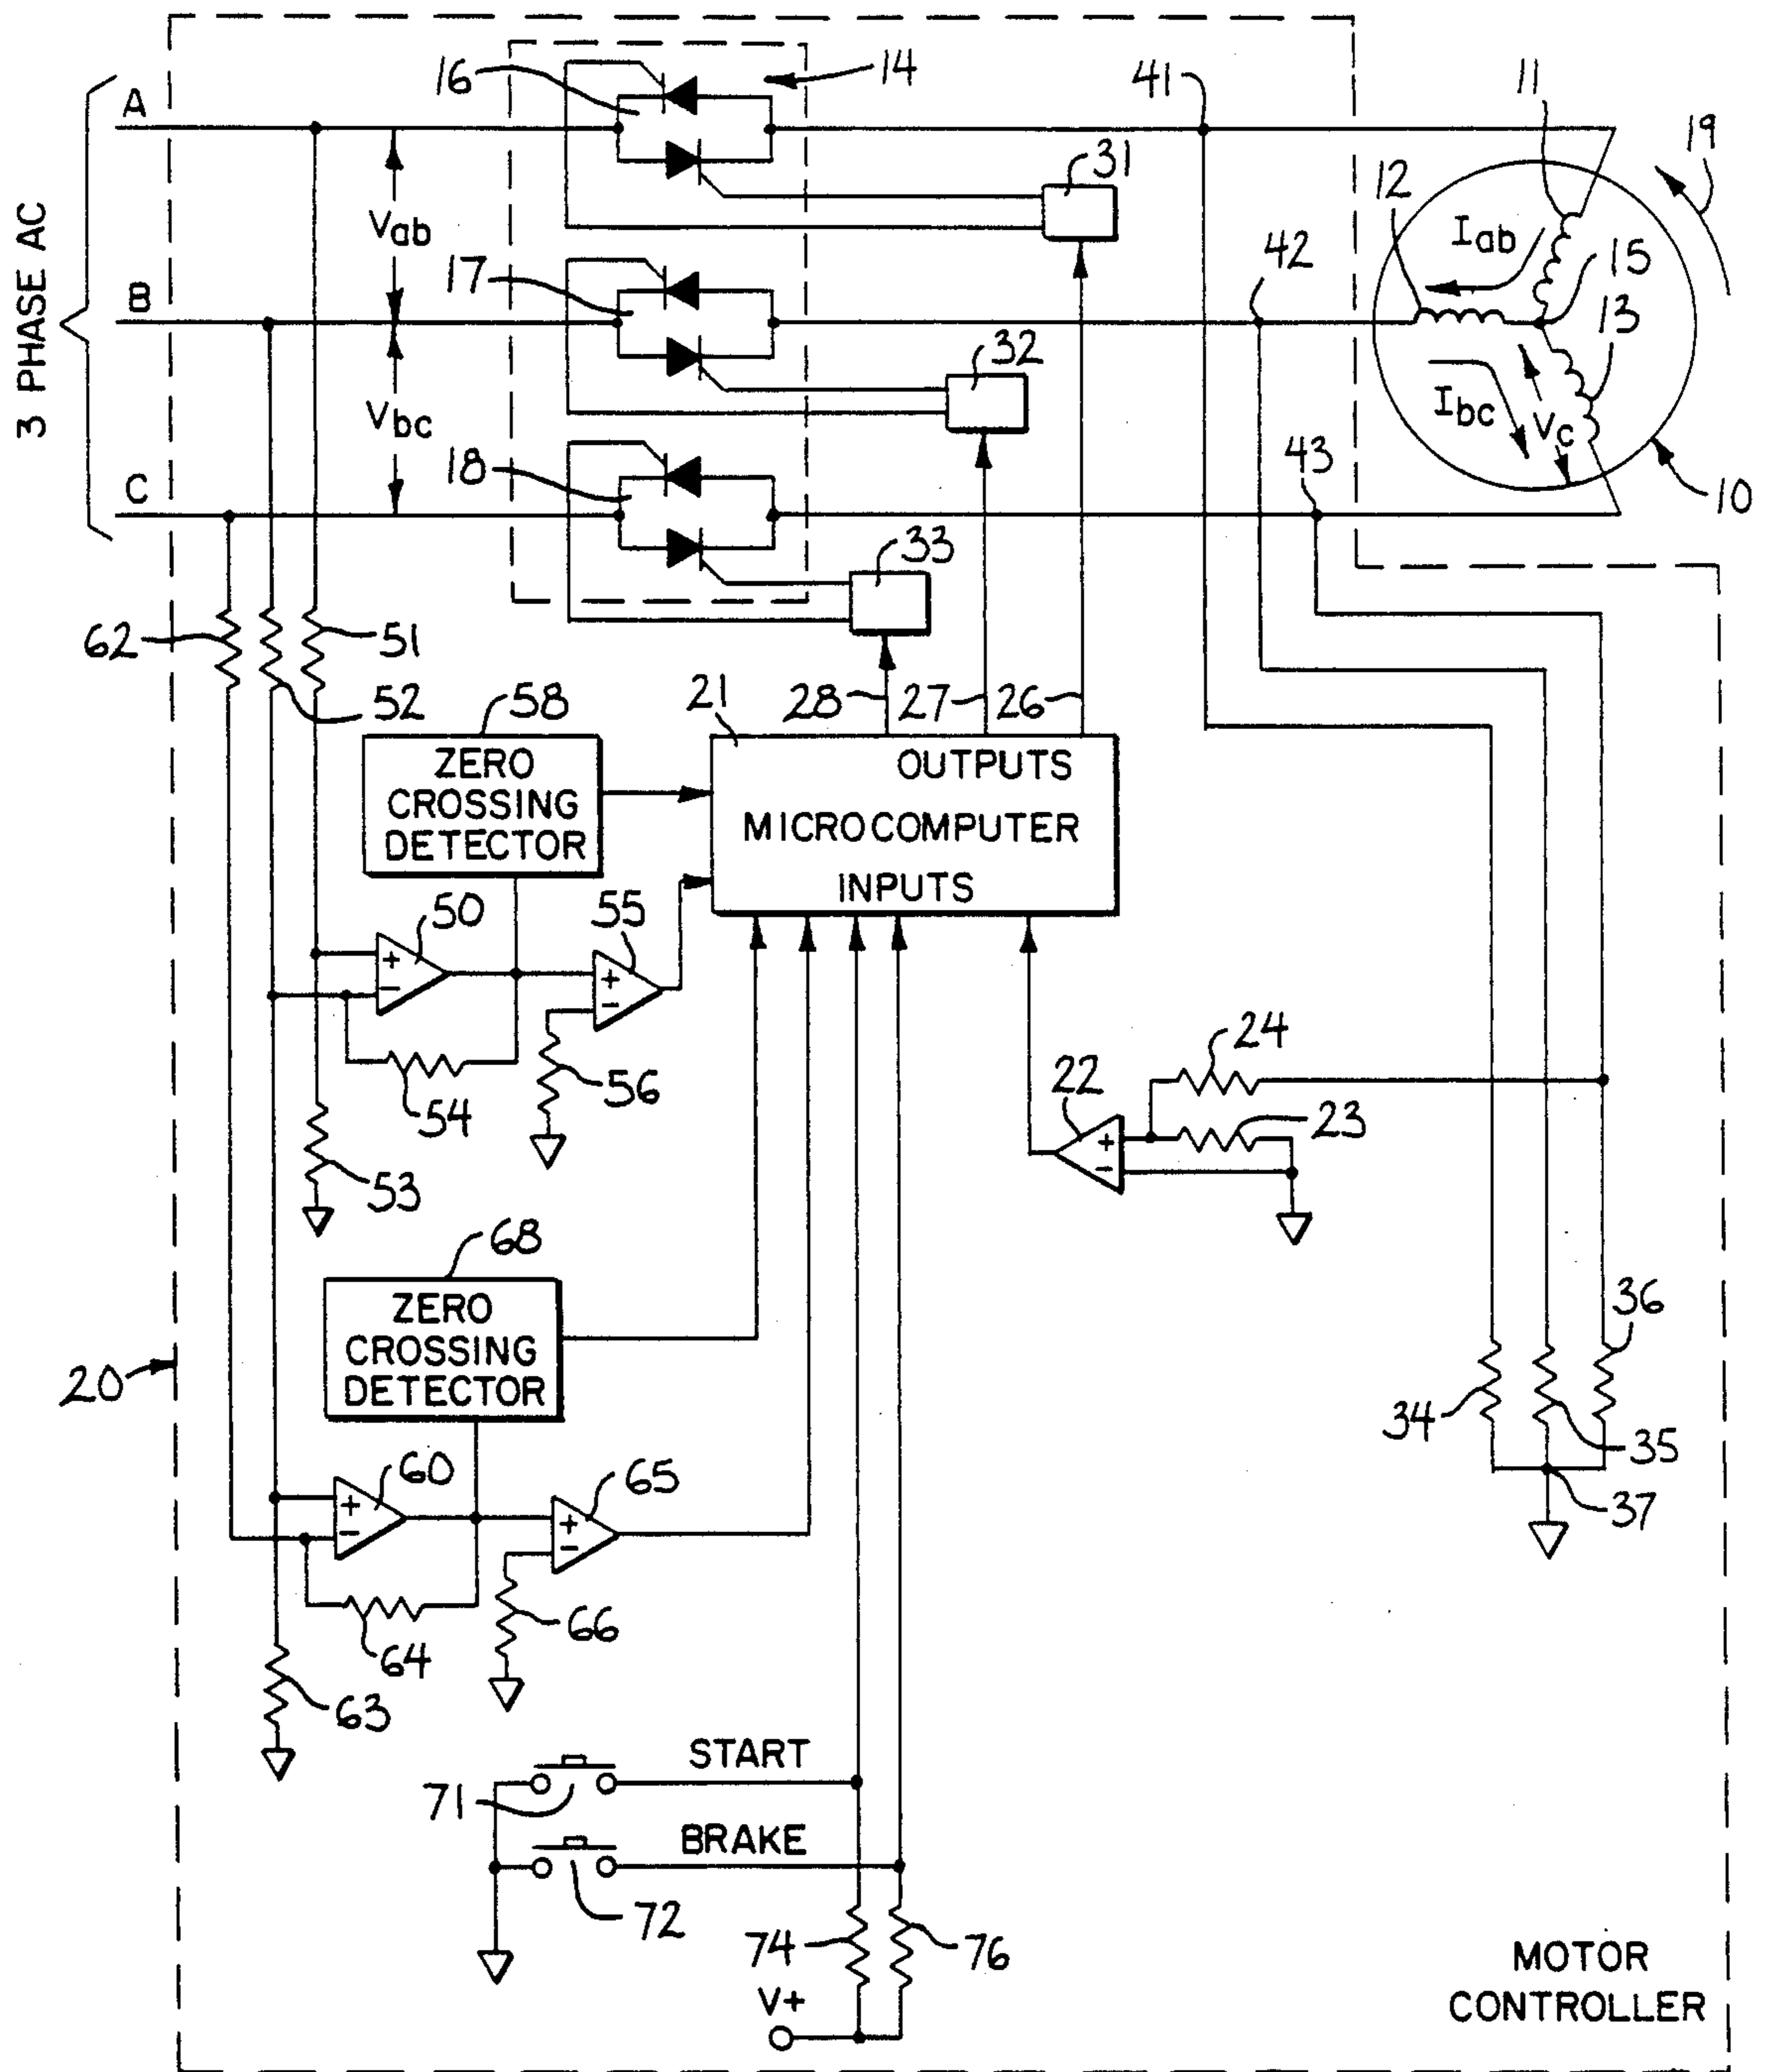 3 PHASE AC
A
B
C
Vab
Vbc
16
14
17
18
31
32
33
41
42
43
11
12
13
15
19
10
Iab
Ibc
Vc
62
51
52
58
ZERO
CROSSING
DETECTOR
21
28
27
26
OUTPUTS
MICROCOMPUTER
INPUTS
50
+
−
55
+
−
54
56
53
22
+
−
24
23
68
ZERO
CROSSING
DETECTOR
20
60
+
−
65
+
−
64
66
63
34
35
36
37
START
71
BRAKE
72
74
76
V+
MOTOR
CONTROLLER